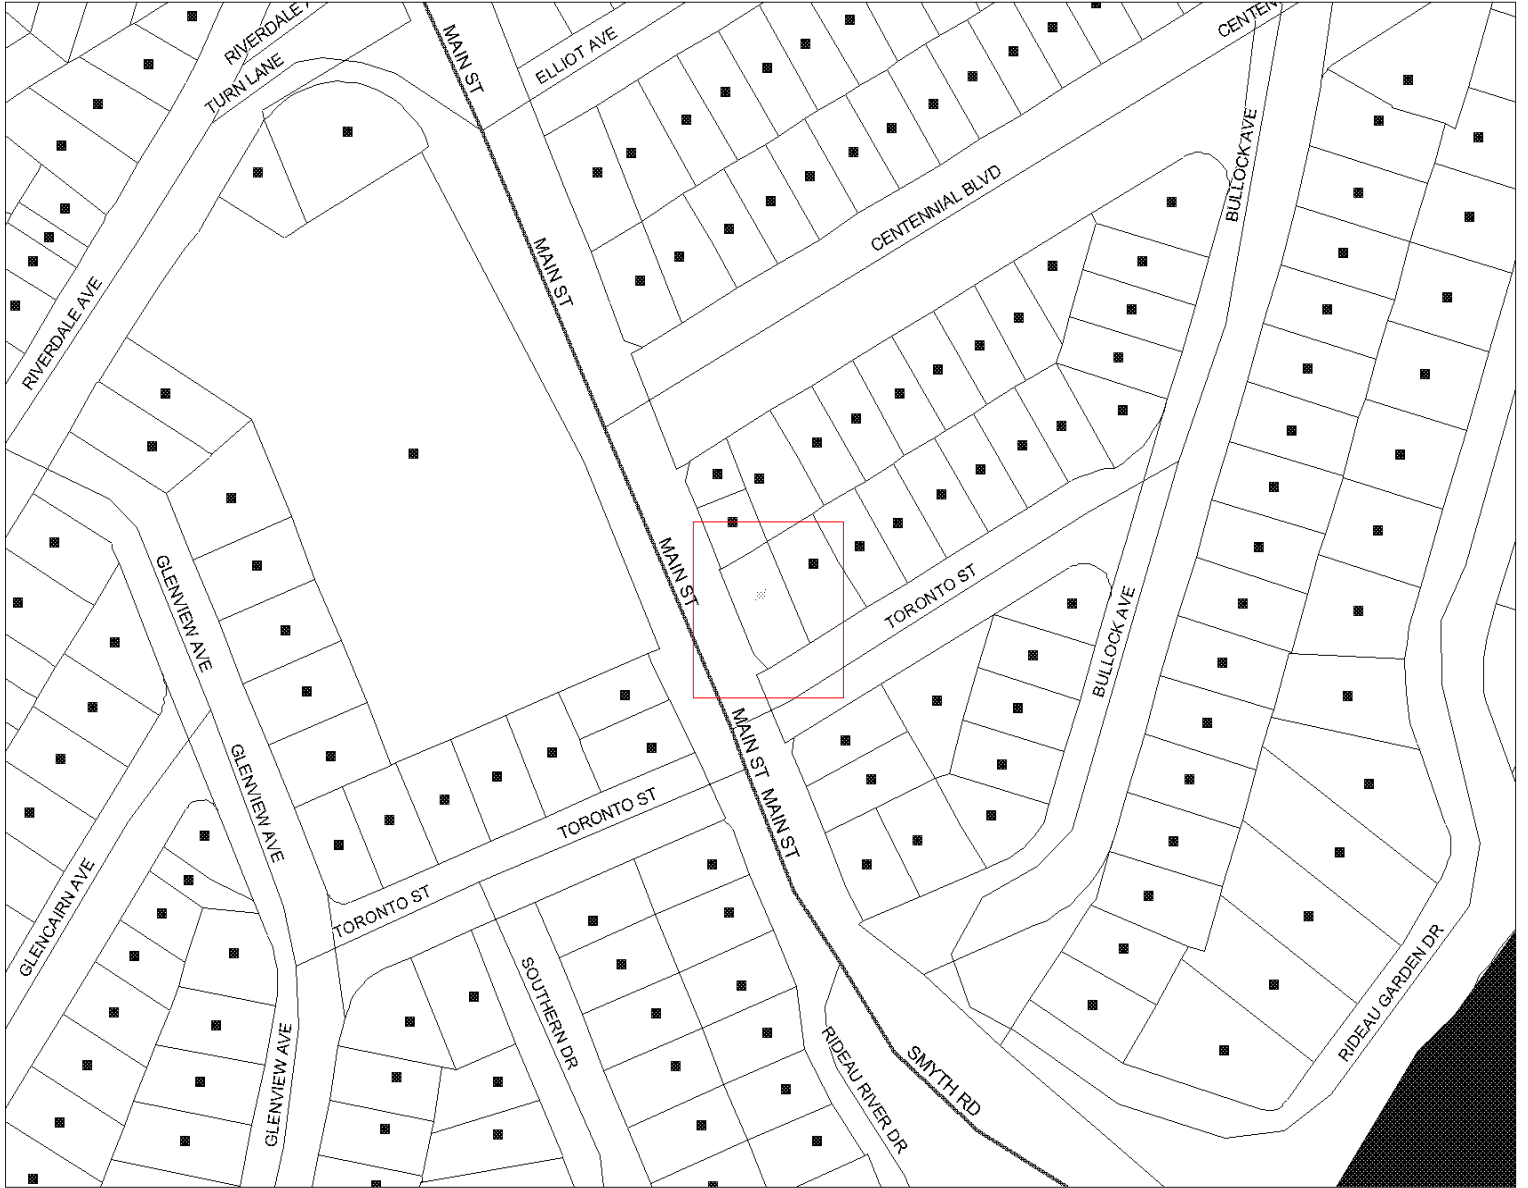 RIVERDALE
TURN LANE
MAIN ST
ELLIOT AVE
CENTEN
BULLOCK AVE
CENTENNIAL BLVD
MAIN ST
RIVERDALE AVE
MAIN ST
GLENVIEW AVE
TORONTO ST
BULLOCK AVE
MAIN ST
GLENVIEW AVE
TORONTO ST
MAIN ST
GLENCAIRN AVE
TORONTO ST
SOUTHERN DR
RIDEAU GARDEN DR
GLENVIEW AVE
RIDEAU RIVER DR
SMYTH RD